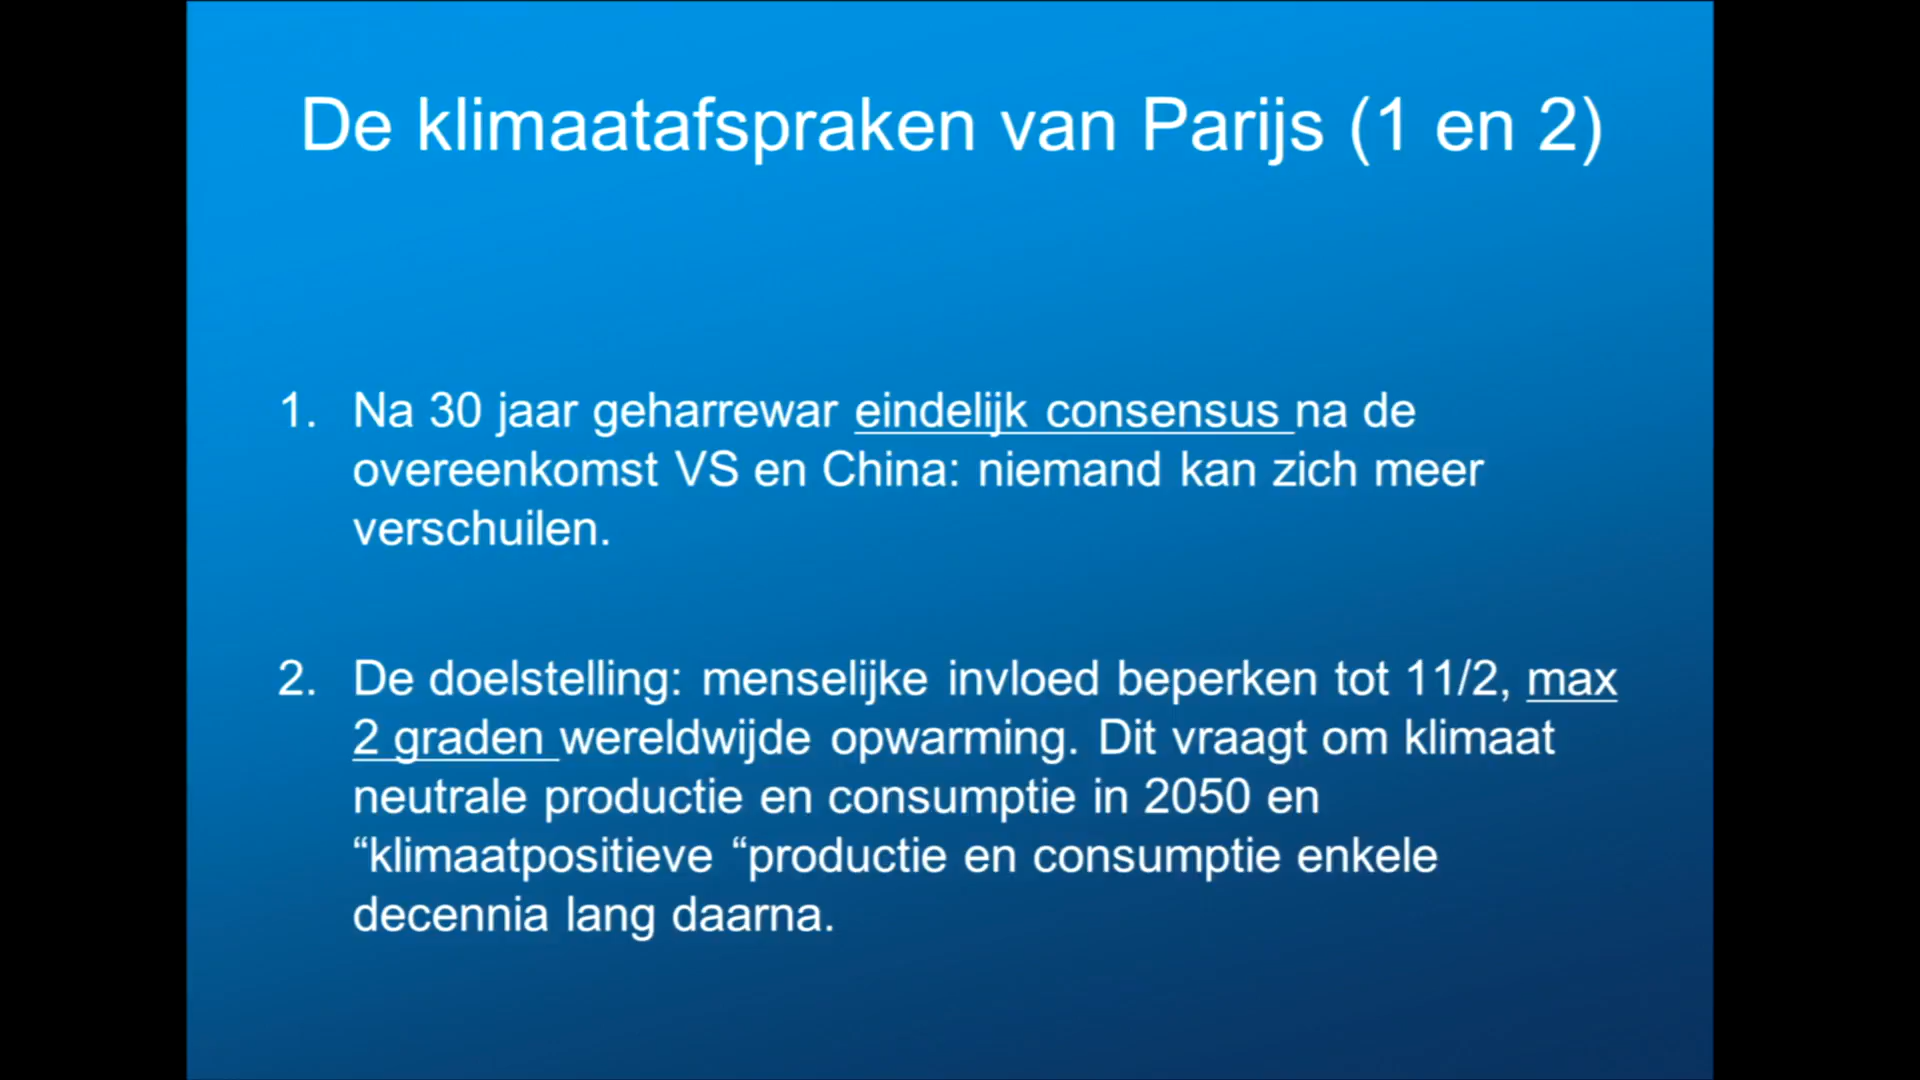 De klimaatafspraken van Parijs (1 en 2)
1. Na 30 jaar geharrewar eindelijk consensus na de
overeenkomst VS en China: niemand kan zich meer
verschuilen.
2. De doelstelling: menselijke invloed beperken tot 11/2, max
2 graden wereldwijde opwarming. Dit vraagt om klimaat
neutrale productie en consumptie in 2050 en
“klimaatpositieve “productie en consumptie enkele
decennia lang daarna.